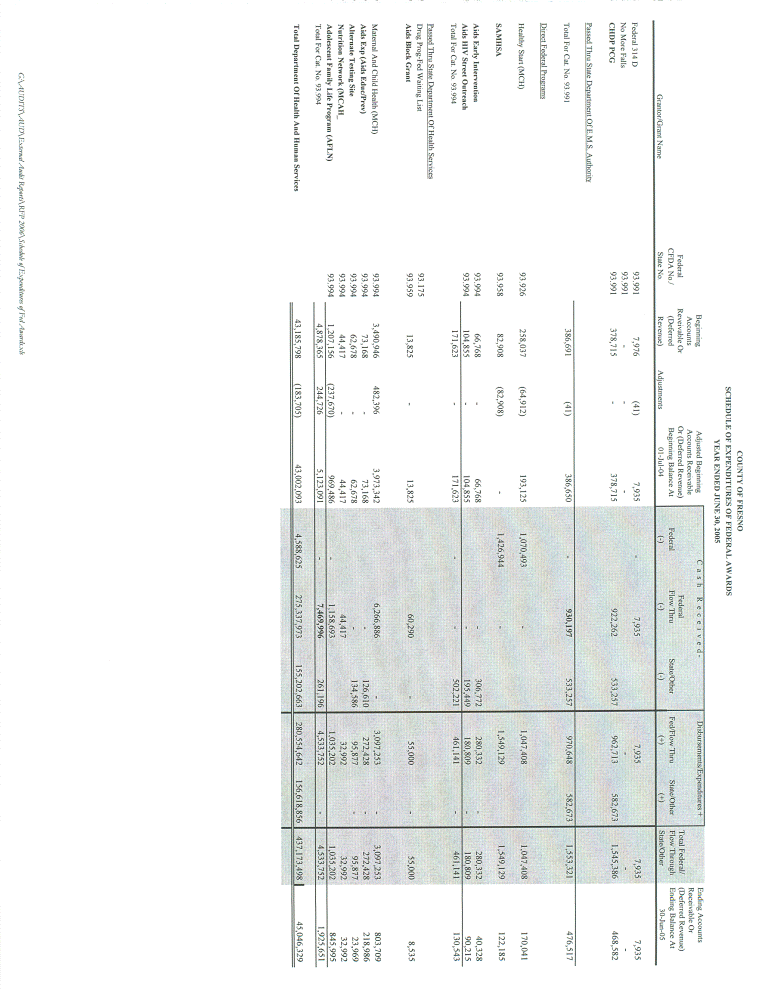 COUNTY OF FRESNO
SCHEDULE OF EXPENDITURES OF FEDERAL AWARDS
YEAR ENDED JUNE 30, 2005
Cash Received - Disbursements/Expenditures +
Grantor/Grant Name Federal CFDA No./ State No. Beginning Accounts Receivable Or (Deferred Revenue) Adjustments Adjusted Beginning Accounts Receivable Or (Deferred Revenue) Beginning Balance At 01-Jul-04 Federal (-) Federal Flow Thru (-) State/Other (-) Fed/Flow Thru (+) State/Other (+) Total Federal/ Flow Through State/Other Ending Accounts Receivable Or (Deferred Revenue) Ending Balance At 30-Jun-05
Federal 314 D 93.991 7,976 (41) 7,935 - 7,935 7,935 7,935 7,935
No More Falls 93.991 - - - - -
CHDP PCG 93.991 378,715 - 378,715 922,262 533,257 962,713 582,673 1,545,386 468,582
Passed Thru State Department Of E.M.S. Authority
Total For Cat. No. 93.991 386,691 (41) 386,650 - 930,197 533,257 970,648 582,673 1,553,321 476,517
Direct Federal Programs
Healthy Start (MCH) 93.926 258,037 (64,912) 193,125 1,070,493 - 1,047,408 1,047,408 170,041
SAMHSA 93.958 82,908 (82,908) - 1,426,944 - 1,549,129 1,549,129 122,185
Aids Early Intervention 93.994 66,768 - 66,768 - 306,772 280,332 - 280,332 40,328
Aids HIV Street Outreach 93.994 104,855 - 104,855 - 195,449 180,809 - 180,809 90,215
Total For Cat. No. 93.994 171,623 - 171,623 - - 502,221 461,141 - 461,141 130,543
Passed Thru State Department Of Health Services
Drug Prog-Fed Waiting List 93.175
Aids Block Grant 93.959 13,825 - 13,825 60,290 - 55,000 - 55,000 8,535
Maternal And Child Health (MCH) 93.994 3,490,946 482,396 3,973,342 6,266,886 - 3,097,253 - 3,097,253 803,709
Aids Exp (Aids Educ/Prev) 93.994 73,168 - 73,168 - 126,610 272,428 - 272,428 218,986
Alternate Testing Site 93.994 62,678 - 62,678 - 134,586 95,877 - 95,877 23,969
Nutrition Network (MCAH_ 93.994 44,417 - 44,417 44,417 32,992 32,992 32,992
Adolescent Family Life Program (AFLN) 93.994 1,207,156 (237,670) 969,486 - 1,158,693 1,035,202 1,035,202 845,995
Total For Cat. No. 93.994 4,878,365 244,726 5,123,091 - 7,469,996 261,196 4,533,752 - 4,533,752 1,925,651
Total Department Of Health And Human Services 43,185,798 (183,705) 43,002,093 4,588,625 275,337,973 155,202,663 280,554,642 156,618,856 437,173,498 45,046,329
G:\AUDITS\AUD\External Audit Reports\RFP 2006\Schedule of Expenditures of Fed Awards.xls